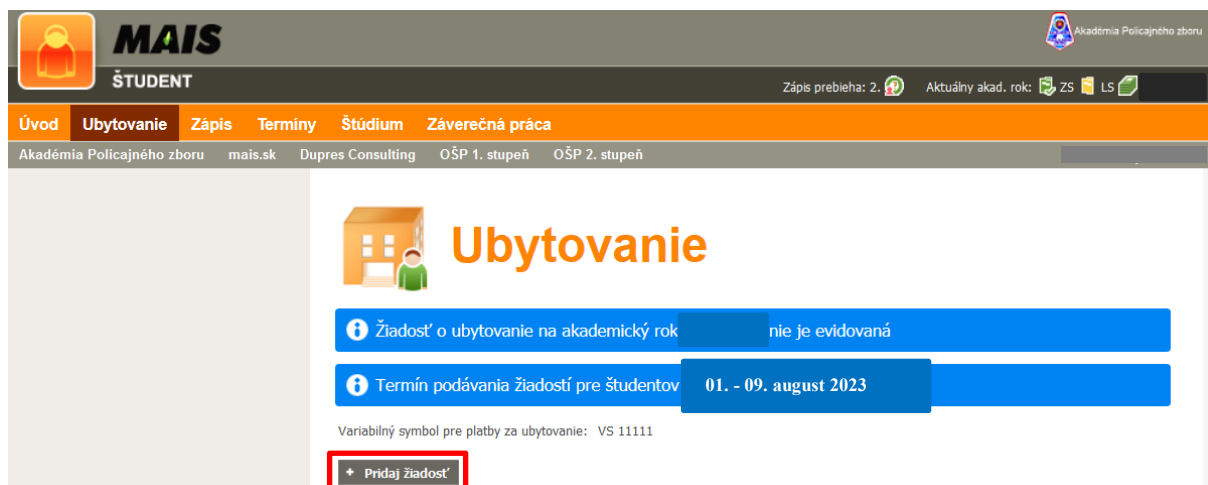 MAIS
Akadémia Policajného zboru
ŠTUDENT
Zápis prebieha: 2. Aktuálny akad. rok: ZS LS
Úvod Ubytovanie Zápis Termíny Štúdium Záverečná práca
Akadémia Policajného zboru mais.sk Dupres Consulting OŠP 1. stupeň OŠP 2. stupeň
Ubytovanie
Žiadosť o ubytovanie na akademický rok nie je evidovaná
Termín podávania žiadostí pre študentov 01. - 09. august 2023
Variabilný symbol pre platby za ubytovanie: VS 11111
+ Pridaj žiadosť